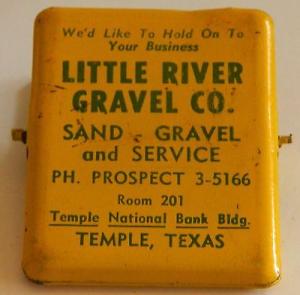 We'd Like To Hold On To
Your Business
LITTLE RIVER
GRAVEL CO.
SAND - GRAVEL
and SERVICE
PH. PROSPECT 3-5166
Room 201
Temple National Bank Bldg.
TEMPLE, TEXAS